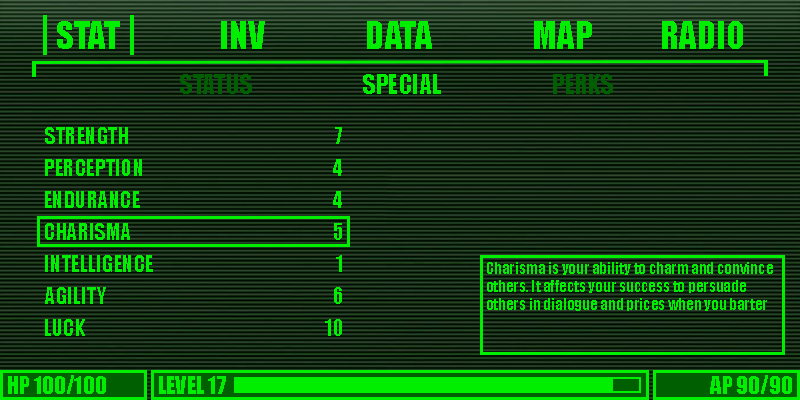 STAT INV DATA MAP RADIO
STATUS SPECIAL PERKS
STRENGTH 7
PERCEPTION 4
ENDURANCE 4
CHARISMA 5
INTELLIGENCE 1
AGILITY 6
LUCK 10
Charisma is your ability to charm and convince
others. It affects your success to persuade
others in dialogue and prices when you barter
HP 100/100 LEVEL 17 AP 90/90